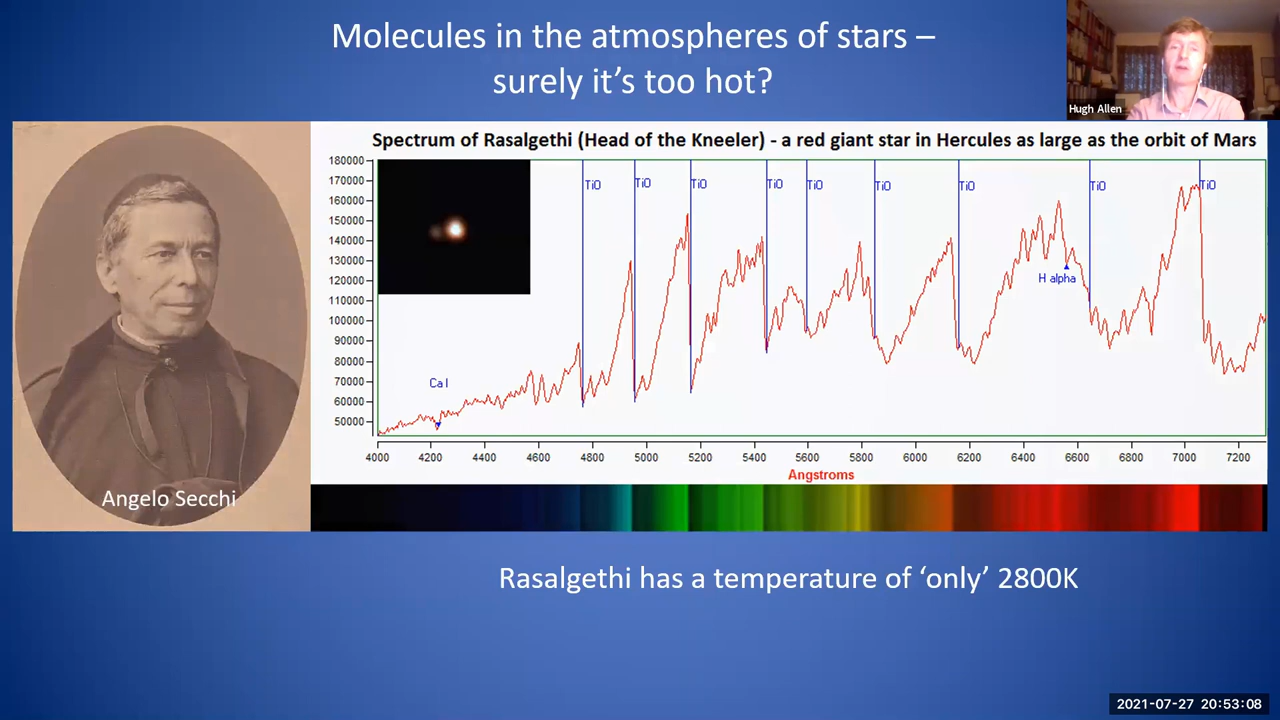 Molecules in the atmospheres of stars –
surely it's too hot?
Hugh Allen
Spectrum of Rasalgethi (Head of the Kneeler) - a red giant star in Hercules as large as the orbit of Mars
180000
170000
160000
150000
140000
130000
120000
110000
100000
90000
80000
70000
60000
50000
TiO TiO TiO TiO TiO TiO TiO TiO TiO
H alpha
Ca I
4000 4200 4400 4600 4800 5000 5200 5400 5600 5800 6000 6200 6400 6600 6800 7000 7200
Angstroms
Angelo Secchi
Rasalgethi has a temperature of ‘only’ 2800K
2021-07-27 20:53:08